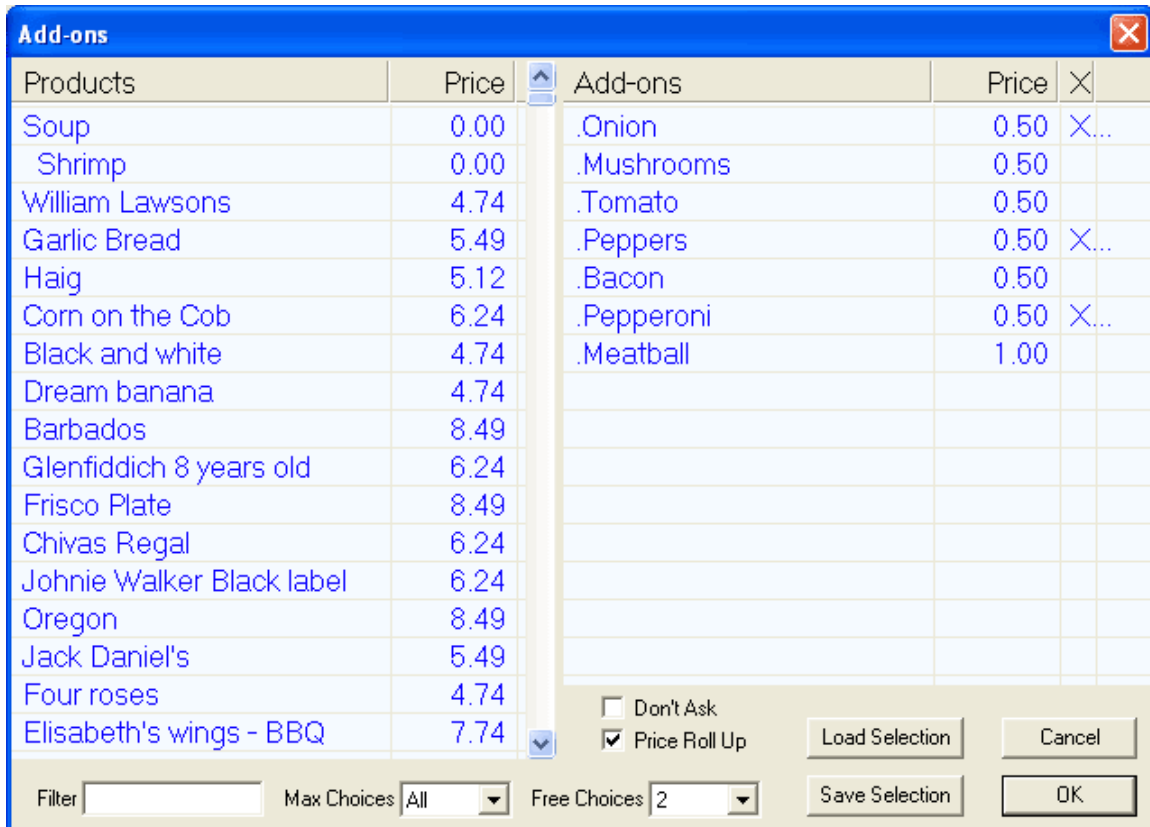 Add-ons
Products Price Add-ons Price X
Soup 0.00 .Onion 0.50 X...
Shrimp 0.00 .Mushrooms 0.50
William Lawsons 4.74 .Tomato 0.50
Garlic Bread 5.49 .Peppers 0.50 X...
Haig 5.12 .Bacon 0.50
Corn on the Cob 6.24 .Pepperoni 0.50 X...
Black and white 4.74 .Meatball 1.00
Dream banana 4.74
Barbados 8.49
Glenfiddich 8 years old 6.24
Frisco Plate 8.49
Chivas Regal 6.24
Johnie Walker Black label 6.24
Oregon 8.49
Jack Daniel's 5.49
Four roses 4.74
Elisabeth's wings - BBQ 7.74
Don't Ask
Price Roll Up Load Selection Cancel
Filter Max Choices All Free Choices 2 Save Selection OK